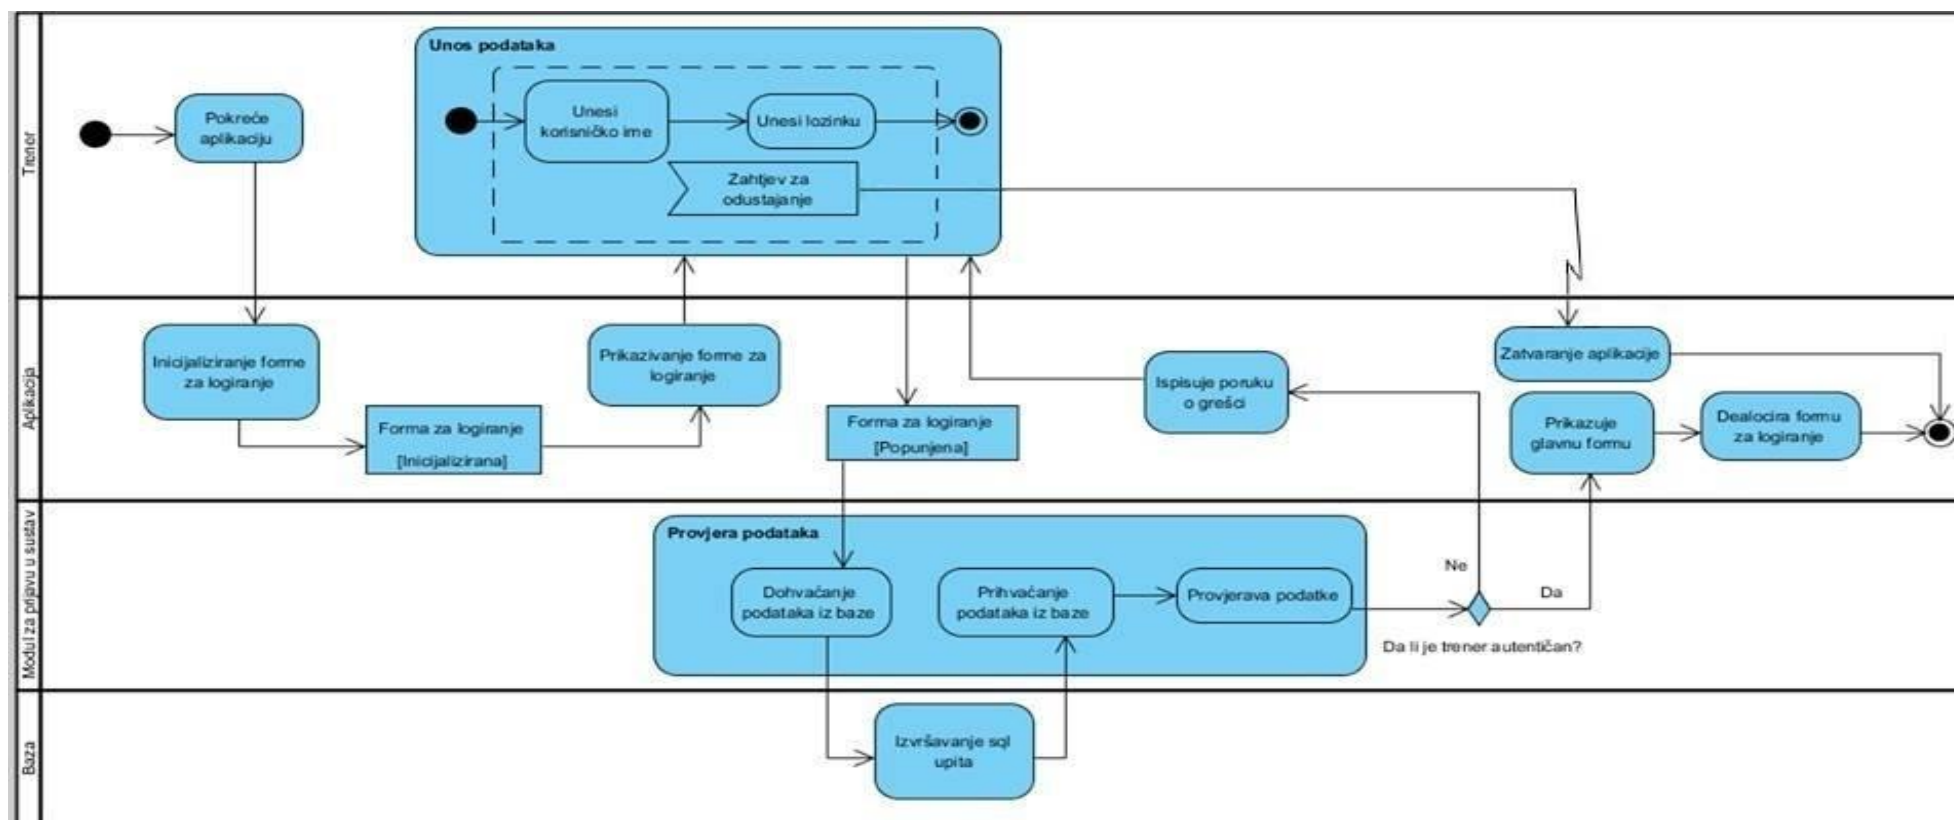 Trener
Pokreće
aplikaciju
Unos podataka
Unesi
korisničko ime
Unesi lozinku
Zahtjev za
odustajanje
Aplikacija
Inicijaliziranje forme
za logiranje
Forma za logiranje
[Inicijalizirana]
Prikazivanje forme za
logiranje
Forma za logiranje
[Popunjena]
Ispisuje poruku
o grešci
Zatvaranje aplikacije
Prikazuje
glavnu formu
Dealocira formu
za logiranje
Modul za prijavu u sustav
Provjera podataka
Dohvačanje
podataka iz baze
Prihvačanje
podataka iz baze
Provjerava podatke
Ne
Da
Da li je trener autentičan?
Baza
Izvršavanje sql
upita